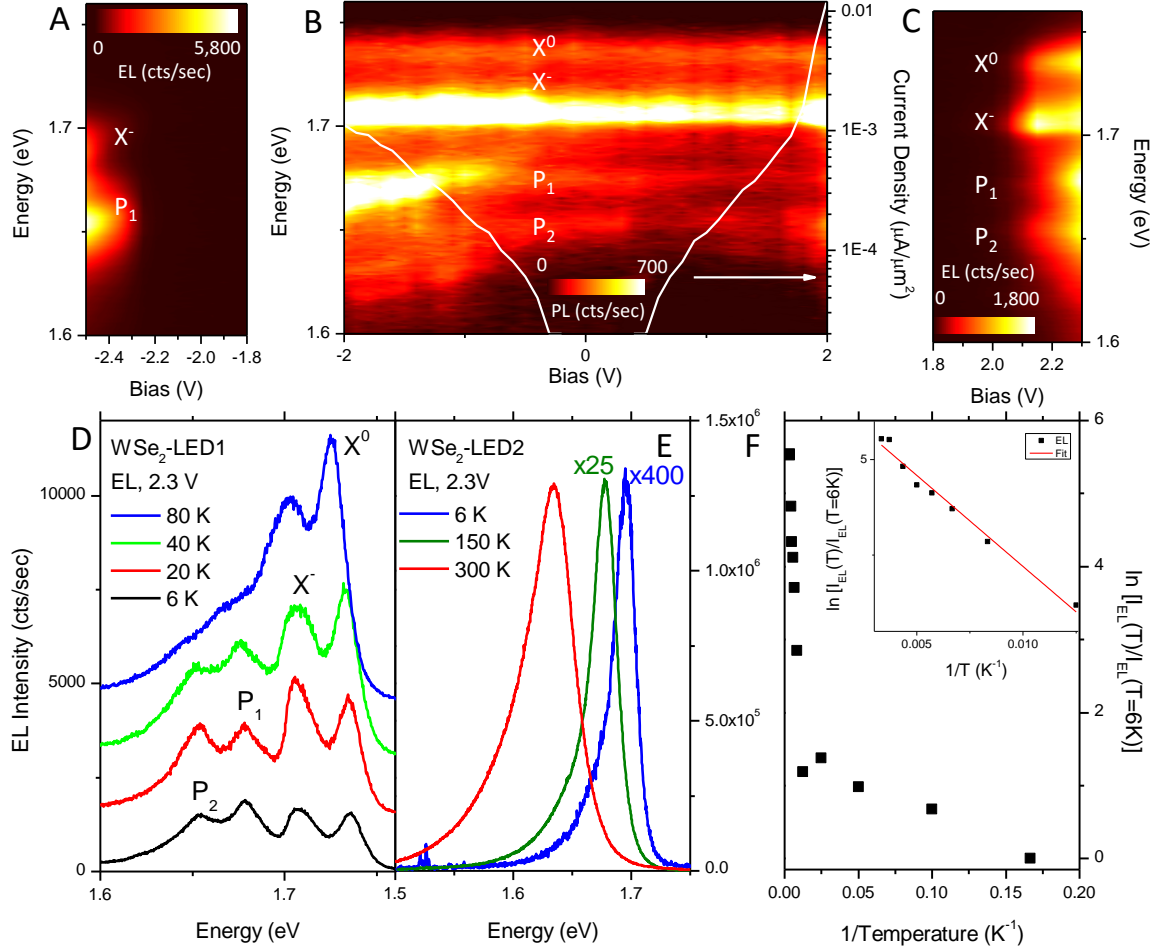 A
0 5,800
EL (cts/sec)
X-
P1
1.7
1.6
Energy (eV)
-2.4 -2.2 -2.0 -1.8
Bias (V)
B
X0
X-
P1
P2
0 700
PL (cts/sec)
1.7
1.6
Energy (eV)
-2 0 2
Bias (V)
0.01
1E-3
1E-4
Current Density (μA/μm2)
C
X0
X-
P1
P2
EL (cts/sec)
0 1,800
1.7
1.6
Energy (eV)
1.8 1.9 2.0 2.1 2.2
Bias (V)
D
WSe2-LED1
EL, 2.3 V
80 K
40 K
20 K
6 K
X0
X-
P1
P2
10000
5000
0
EL Intensity (cts/sec)
1.6 1.7
Energy (eV
E
WSe2-LED2
EL, 2.3V
6 K
150 K
300 K
x25
x400
1.5x106
1.0x106
5.0x105
0.0
1.5 1.6 1.7
Energy (eV)
F
EL
Fit
5
ln [IEL(T)/IEL(T=6K)]
0.005 0.010
1/T (K-1)
6
4
2
0
ln [IEL(T)/IEL(T=6K)]
0.00 0.05 0.10 0.15 0.20
1/Temperature (K-1)